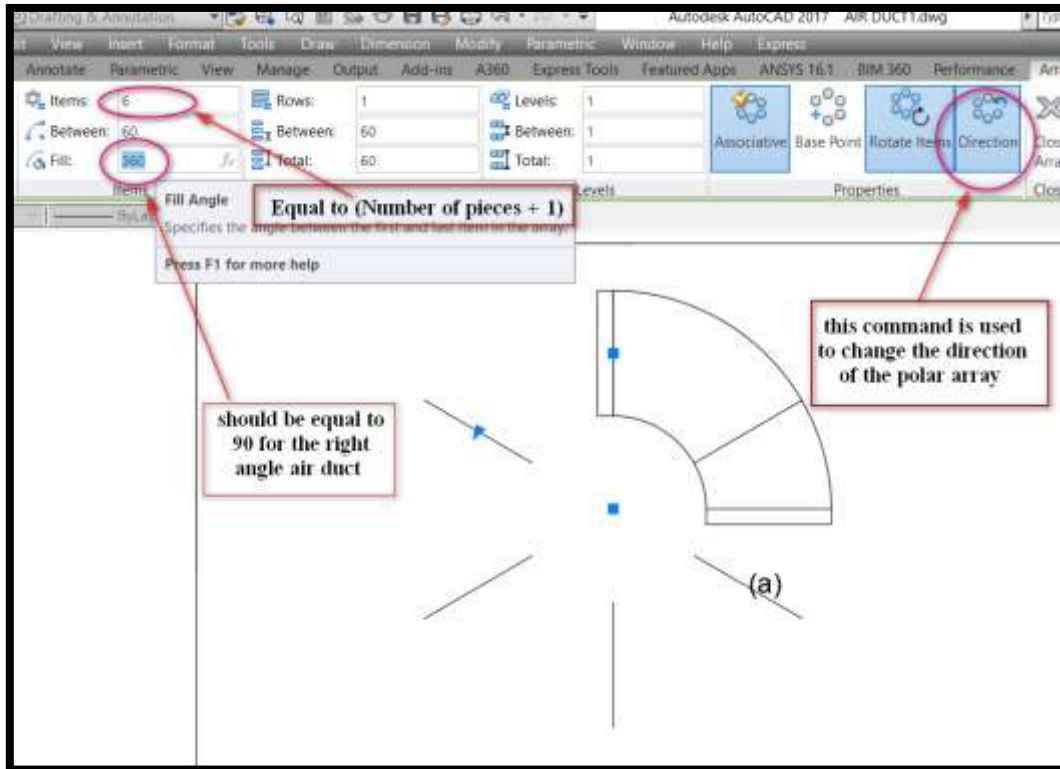 Drafting & Annotation Autodesk AutoCAD 2017 AIR DUCT1.dwg
View Insert Format Tools Draw Dimension Modify Parametric Window Help Express
Annotate Parametric View Manage Output Add-ins A360 Express Tools Featured Apps ANSYS 16.1 BIM 360 Performance
Items: 6 Rows: 1 Levels: 1
Between: 60 Between: 60 Between: 1
Fill: 360 Total: 60 Total: 1
Associative Base Point Rotate Items Direction
Items Levels Properties
Fill Angle
Specifies the angle between the first and last item in the array.
Press F1 for more help
Equal to (Number of pieces + 1)
this command is used
to change the direction
of the polar array
should be equal to
90 for the right
angle air duct
(a)